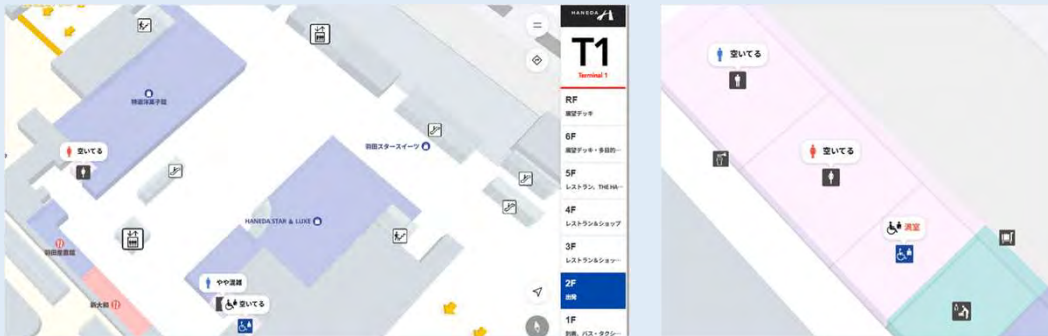 特選洋菓子館
空いてる
羽田スタースイーツ
HANEDA STAR & LUXE
羽田産直館
新大和
やや混雑
空いてる
HANEDA
T1
Terminal 1
RF
展望デッキ
6F
展望デッキ・多目的…
5F
レストラン、THE HA…
4F
レストラン&ショップ
3F
レストラン&ショッ…
2F
出発
1F
到着、バス・タクシ…
空いてる
空いてる
満室